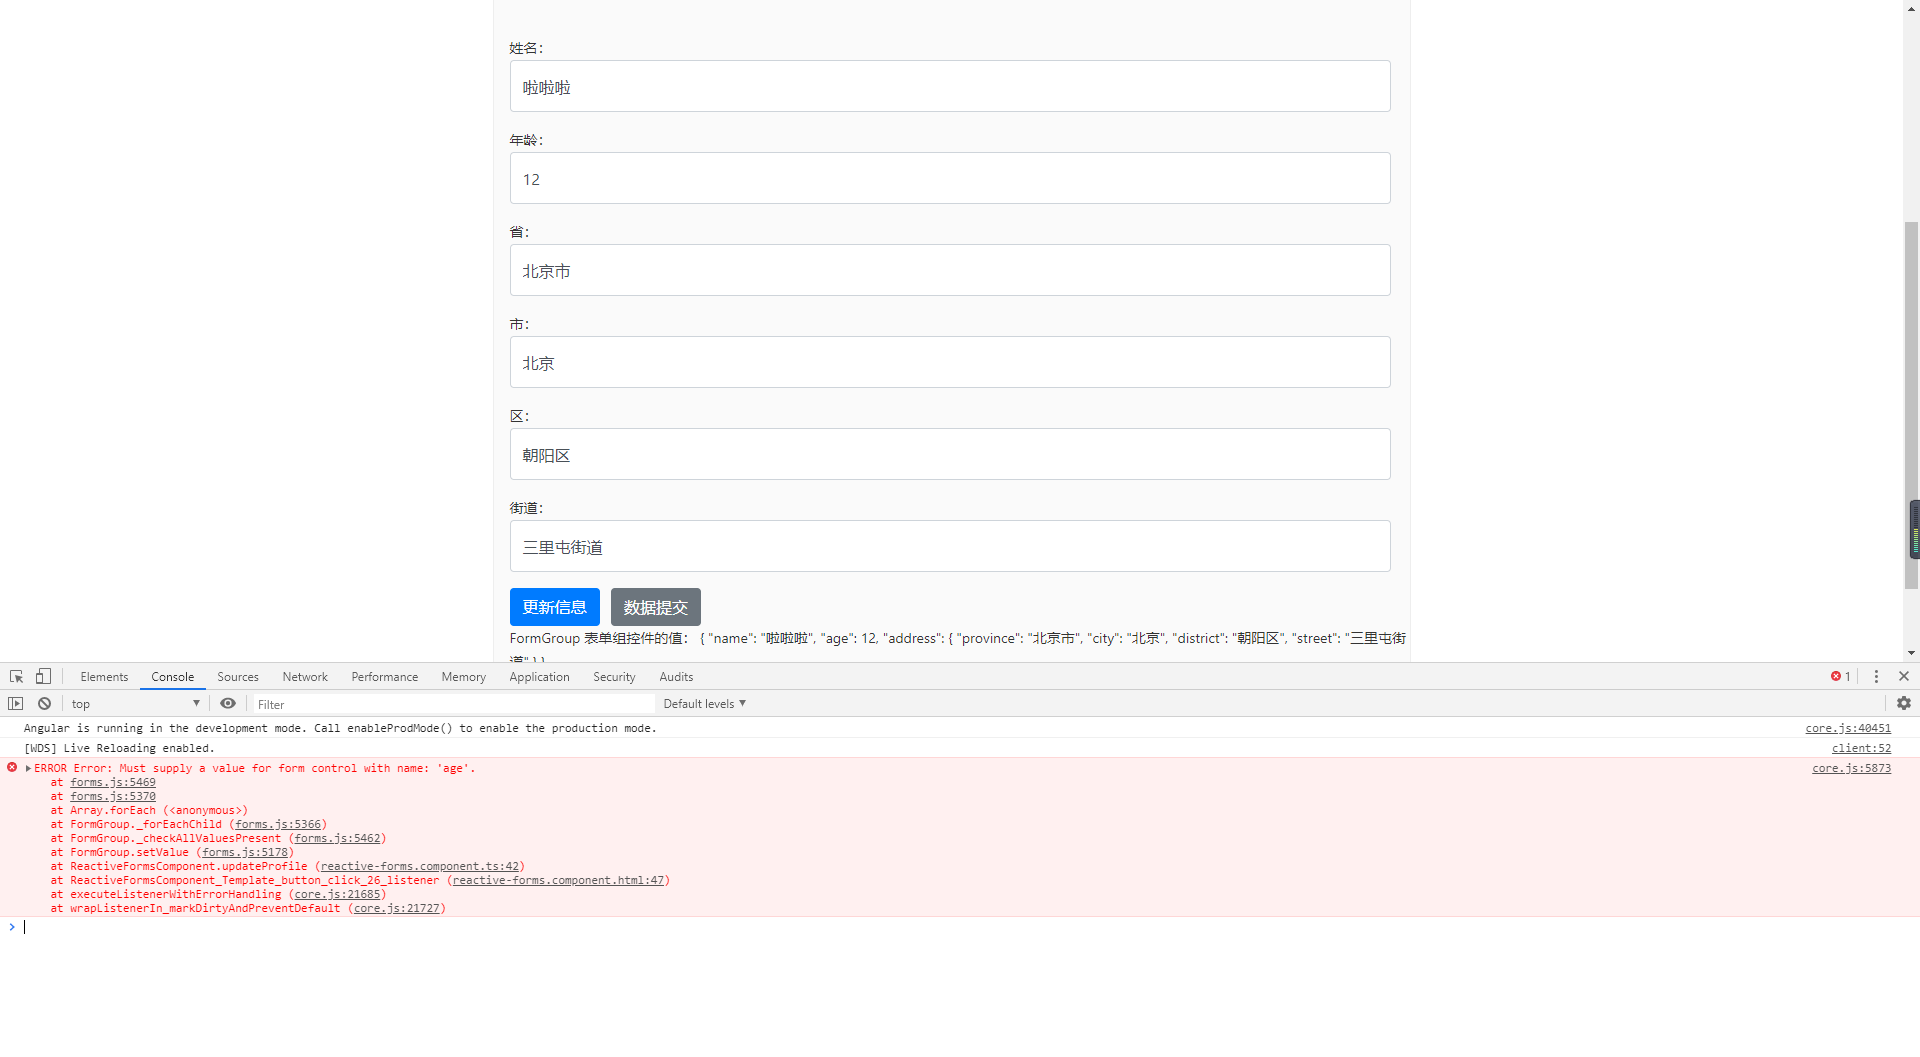 姓名：
啦啦啦
年龄：
12
省：
北京市
市：
北京
区：
朝阳区
街道：
三里屯街道
更新信息 数据提交
FormGroup 表单组控件的值： { "name": "啦啦啦", "age": 12, "address": { "province": "北京市", "city": "北京", "district": "朝阳区", "street": "三里屯街
道" } }
Elements Console Sources Network Performance Memory Application Security Audits 1
top Filter Default levels
Angular is running in the development mode. Call enableProdMode() to enable the production mode. core.js:40451
[WDS] Live Reloading enabled. client:52
ERROR Error: Must supply a value for form control with name: 'age'. core.js:5873
at forms.js:5469
at forms.js:5370
at Array.forEach (<anonymous>)
at FormGroup._forEachChild (forms.js:5366)
at FormGroup._checkAllValuesPresent (forms.js:5462)
at FormGroup.setValue (forms.js:5178)
at ReactiveFormsComponent.updateProfile (reactive-forms.component.ts:42)
at ReactiveFormsComponent_Template_button_click_26_listener (reactive-forms.component.html:47)
at executeListenerWithErrorHandling (core.js:21685)
at wrapListenerIn_markDirtyAndPreventDefault (core.js:21727)